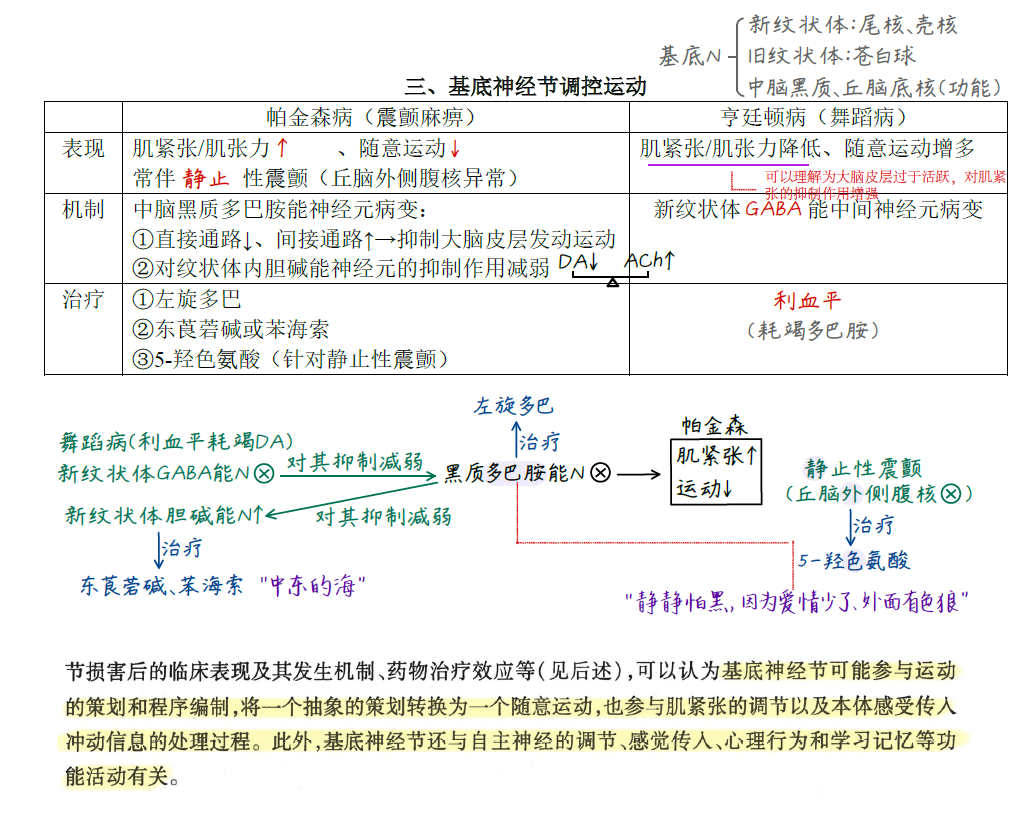 基底N
新纹状体:尾核、壳核
旧纹状体:苍白球
中脑黑质、丘脑底核(功能)
三、基底神经节调控运动
帕金森病（震颤麻痹） 亨廷顿病（舞蹈病）
表现 肌紧张/肌张力↑ 、随意运动↓ 肌紧张/肌张力降低、随意运动增多
常伴 静止 性震颤（丘脑外侧腹核异常）
可以理解为大脑皮层过于活跃，对肌紧
张的抑制作用增强
机制 中脑黑质多巴胺能神经元病变： 新纹状体 GABA 能中间神经元病变
①直接通路↓、间接通路↑→抑制大脑皮层发动运动
②对纹状体内胆碱能神经元的抑制作用减弱 DA↓ ACh↑
治疗 ①左旋多巴 利血平
②东莨菪碱或苯海索 (耗竭多巴胺)
③5-羟色氨酸（针对静止性震颤）
左旋多巴
治疗
帕金森
舞蹈病(利血平耗竭DA)
新纹状体GABA能N⊗ 对其抑制减弱 黑质多巴胺能N⊗ 肌紧张↑
运动↓
静止性震颤
(丘脑外侧腹核⊗)
新纹状体胆碱能N↑ 对其抑制减弱
治疗 治疗
东莨菪碱、苯海索 "中东的海" 5-羟色氨酸
"静静怕黑,因为爱情少了、外面有色狼"
节损害后的临床表现及其发生机制、药物治疗效应等(见后述),可以认为基底神经节可能参与运动
的策划和程序编制,将一个抽象的策划转换为一个随意运动,也参与肌紧张的调节以及本体感受传入
冲动信息的处理过程。此外,基底神经节还与自主神经的调节、感觉传入、心理行为和学习记忆等功
能活动有关。